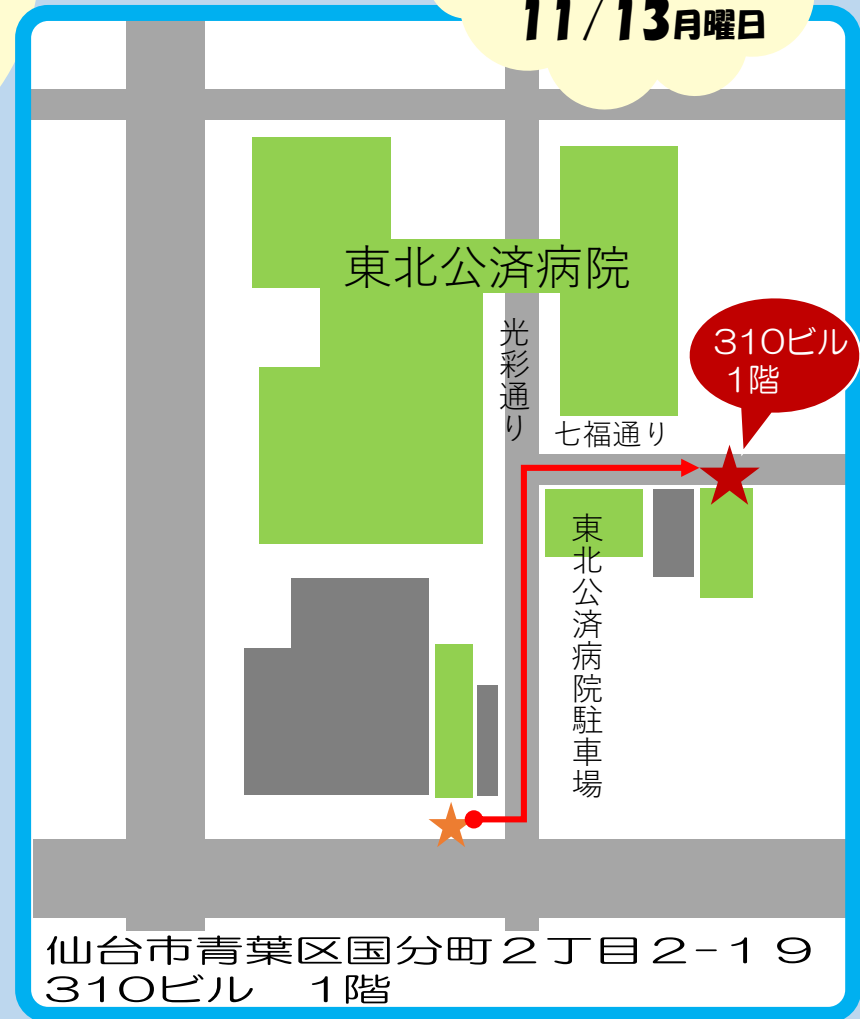 11/13月曜日
東北公済病院
光彩通り
310ビル
1階
七福通り
東北公済病院駐車場
仙台市青葉区国分町２丁目２-１９
310ビル　1階